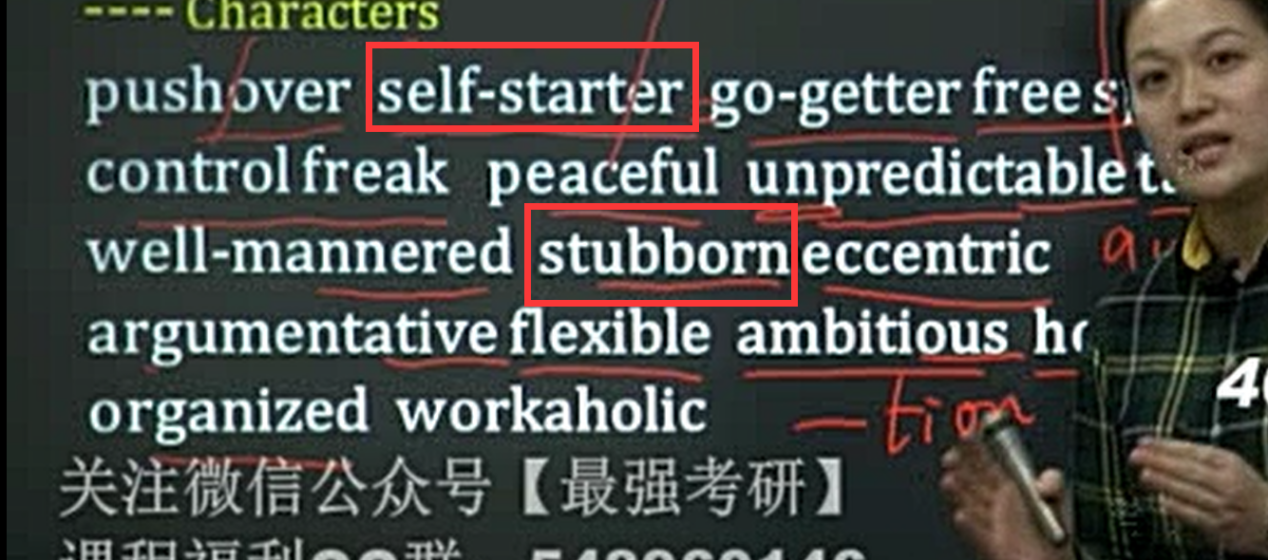 ---- Characters
pushover self-starter go-getter free
control freak peaceful unpredictable
well-mannered stubborn eccentric
argumentative flexible ambitious
organized workaholic —tion
关注微信公众号【最强考研】